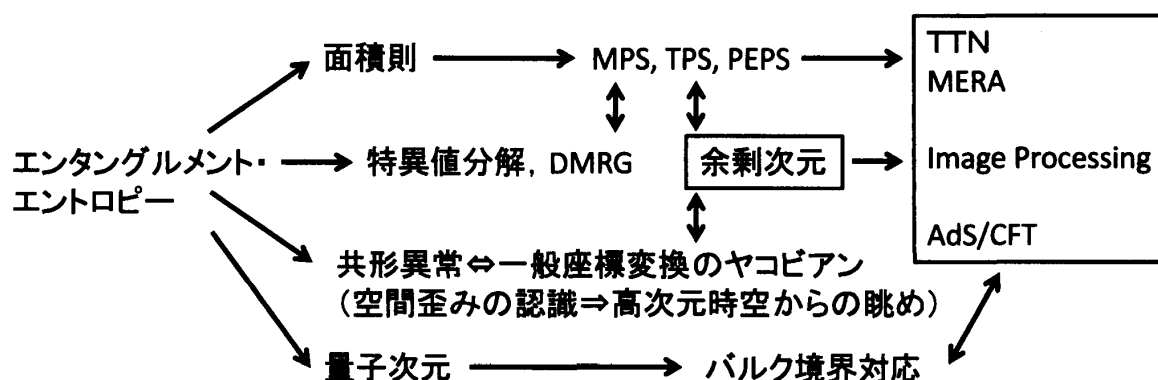 面積則
MPS, TPS, PEPS
TTN
MERA
エンタングルメント・
エントロピー
特異値分解, DMRG
余剰次元
Image Processing
AdS/CFT
共形異常⇔一般座標変換のヤコビアン
(空間歪みの認識⇒高次元時空からの眺め)
量子次元
バルク境界対応